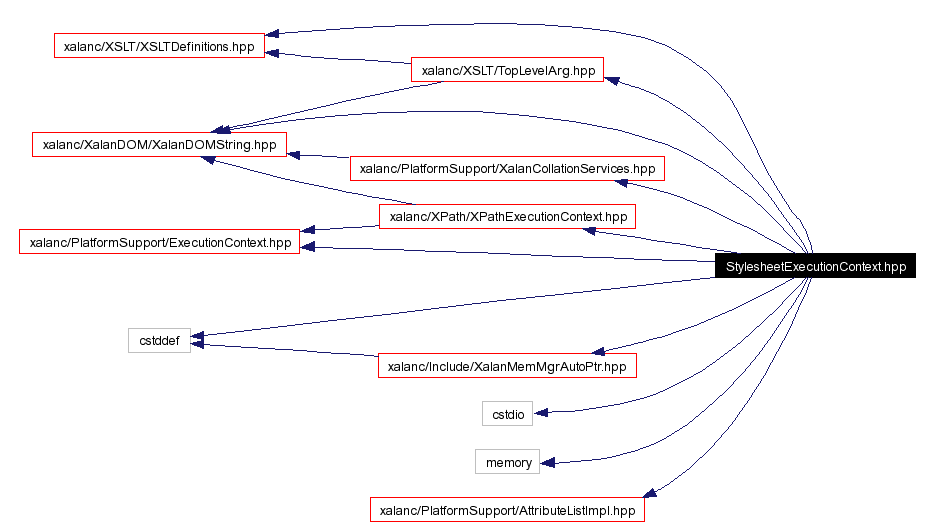 xalanc/XSLT/XSLTDefinitions.hpp
xalanc/XSLT/TopLevelArg.hpp
xalanc/XalanDOM/XalanDOMString.hpp
xalanc/PlatformSupport/XalanCollationServices.hpp
xalanc/XPath/XPathExecutionContext.hpp
xalanc/PlatformSupport/ExecutionContext.hpp
StylesheetExecutionContext.hpp
cstddef
xalanc/Include/XalanMemMgrAutoPtr.hpp
cstdio
memory
xalanc/PlatformSupport/AttributeListImpl.hpp